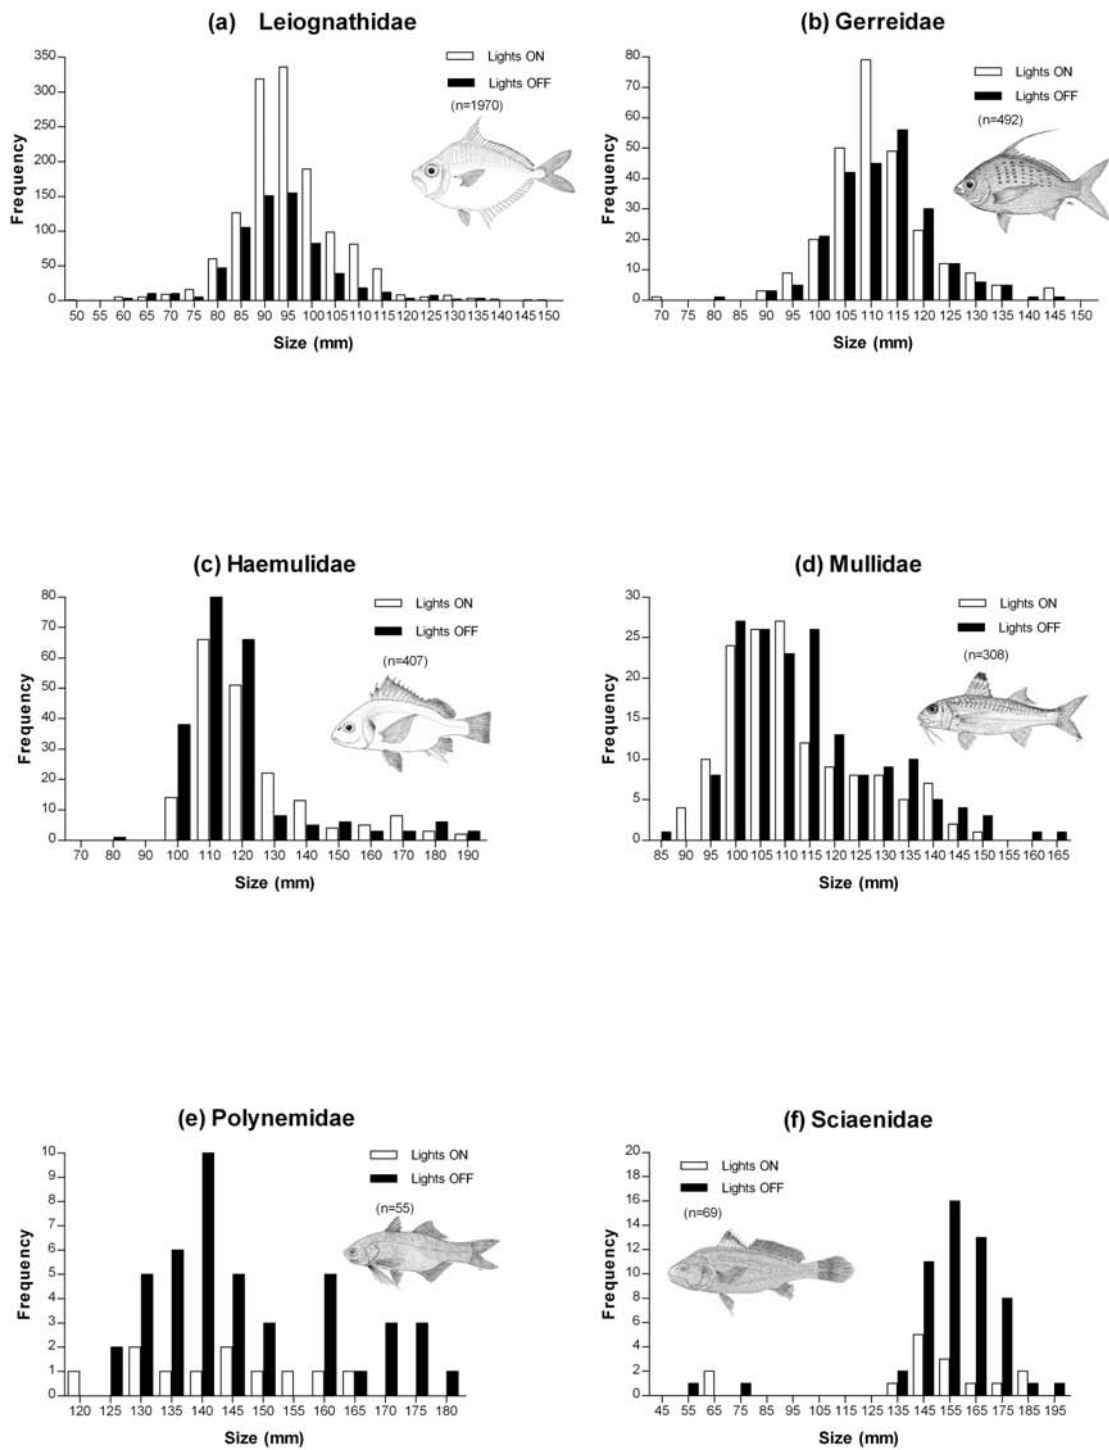 (a) Leiognathidae
Lights ON
Lights OFF
(n=1970)
350
300
250
200
150
100
50
0
Frequency
50 55 60 65 70 75 80 85 90 95 100 105 110 115 120 125 130 135 140 145 150
Size (mm)
(b) Gerreidae
Lights ON
Lights OFF
(n=492)
80
70
60
50
40
30
20
10
0
Frequency
70 75 80 85 90 95 100 105 110 115 120 125 130 135 140 145 150
Size (mm)
(c) Haemulidae
Lights ON
Lights OFF
(n=407)
80
70
60
50
40
30
20
10
0
Frequency
70 80 90 100 110 120 130 140 150 160 170 180 190
Size (mm)
(d) Mullidae
Lights ON
Lights OFF
(n=308)
30
25
20
15
10
5
0
Frequency
85 90 95 100 105 110 115 120 125 130 135 140 145 150 155 160 165
Size (mm)
(e) Polynemidae
Lights ON
Lights OFF
(n=55)
10
9
8
7
6
5
4
3
2
1
0
Frequency
120 125 130 135 140 145 150 155 160 165 170 175 180
Size (mm)
(f) Sciaenidae
Lights ON
Lights OFF
(n=69)
20
18
16
14
12
10
8
6
4
2
0
Frequency
45 55 65 75 85 95 105 115 125 135 145 155 165 175 185 195
Size (mm)